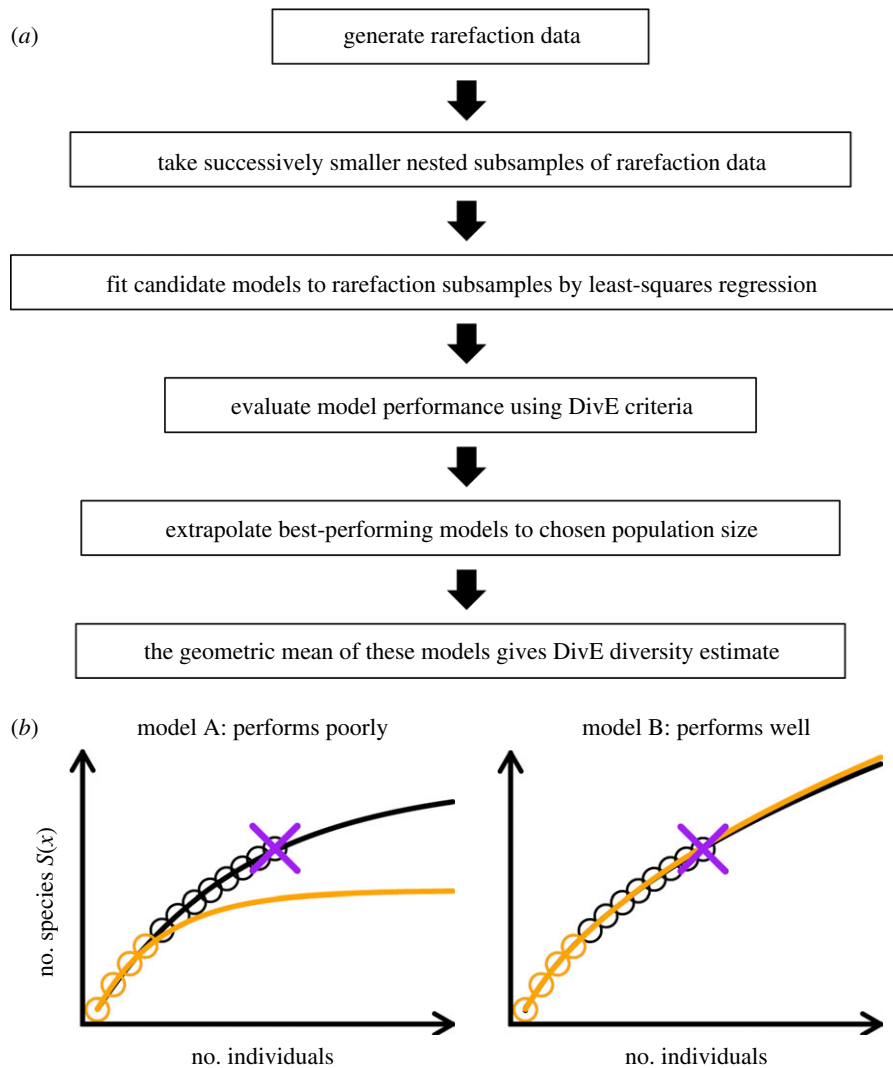 (a)
generate rarefaction data
take successively smaller nested subsamples of rarefaction data
fit candidate models to rarefaction subsamples by least-squares regression
evaluate model performance using DivE criteria
extrapolate best-performing models to chosen population size
the geometric mean of these models gives DivE diversity estimate
(b)
model A: performs poorly
model B: performs well
no. species S(x)
no. individuals
no. individuals